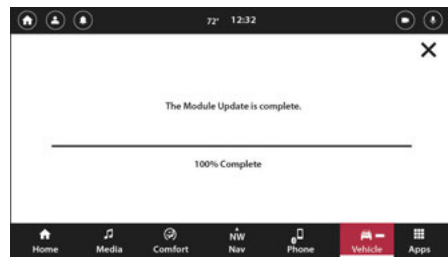 72° 12:32
The Module Update is complete.
100% Complete
NW
Home Media Comfort Nav Phone Vehicle Apps